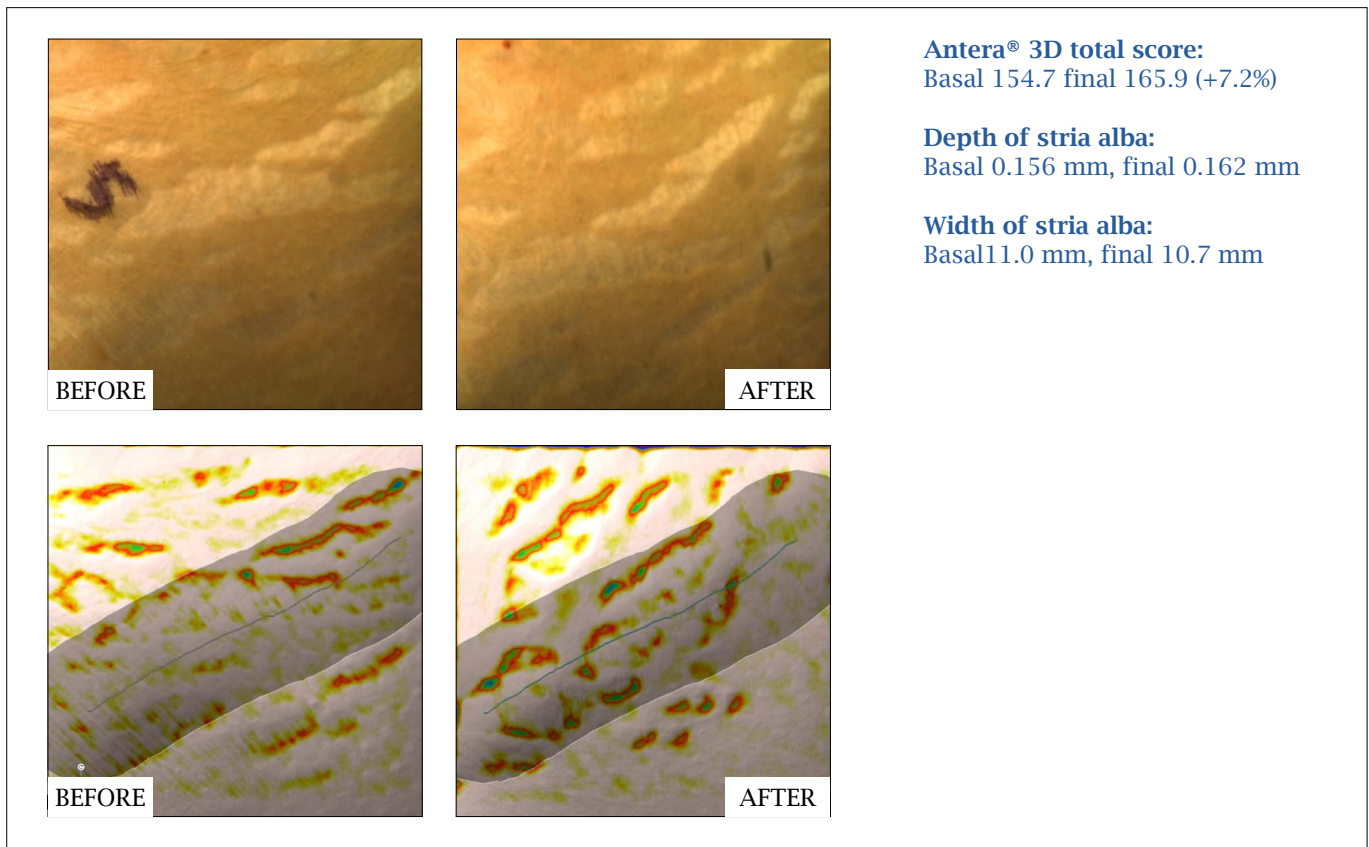 Antera® 3D total score:
Basal 154.7 final 165.9 (+7.2%)
Depth of stria alba:
Basal 0.156 mm, final 0.162 mm
Width of stria alba:
Basal11.0 mm, final 10.7 mm
BEFORE
AFTER
©
BEFORE
AFTER